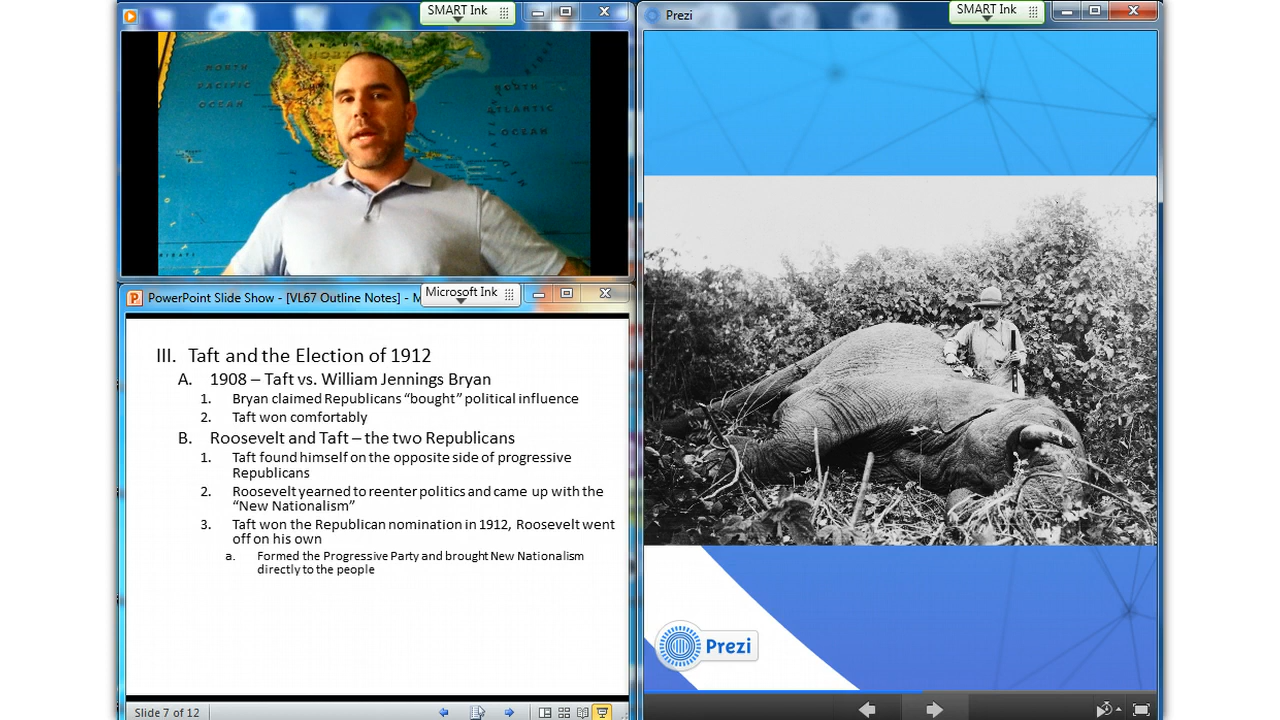 SMART Ink
NORTH
PACIFIC
OCEAN
NORTH
ATLANTIC
OCEAN
PowerPoint Slide Show - [VL67 Outline Notes] - M
Microsoft Ink
III. Taft and the Election of 1912
A. 1908 – Taft vs. William Jennings Bryan
1. Bryan claimed Republicans “bought” political influence
2. Taft won comfortably
B. Roosevelt and Taft – the two Republicans
1. Taft found himself on the opposite side of progressive
Republicans
2. Roosevelt yearned to reenter politics and came up with the
“New Nationalism”
3. Taft won the Republican nomination in 1912, Roosevelt went
off on his own
a. Formed the Progressive Party and brought New Nationalism
directly to the people
Slide 7 of 12
Prezi
SMART Ink
Prezi